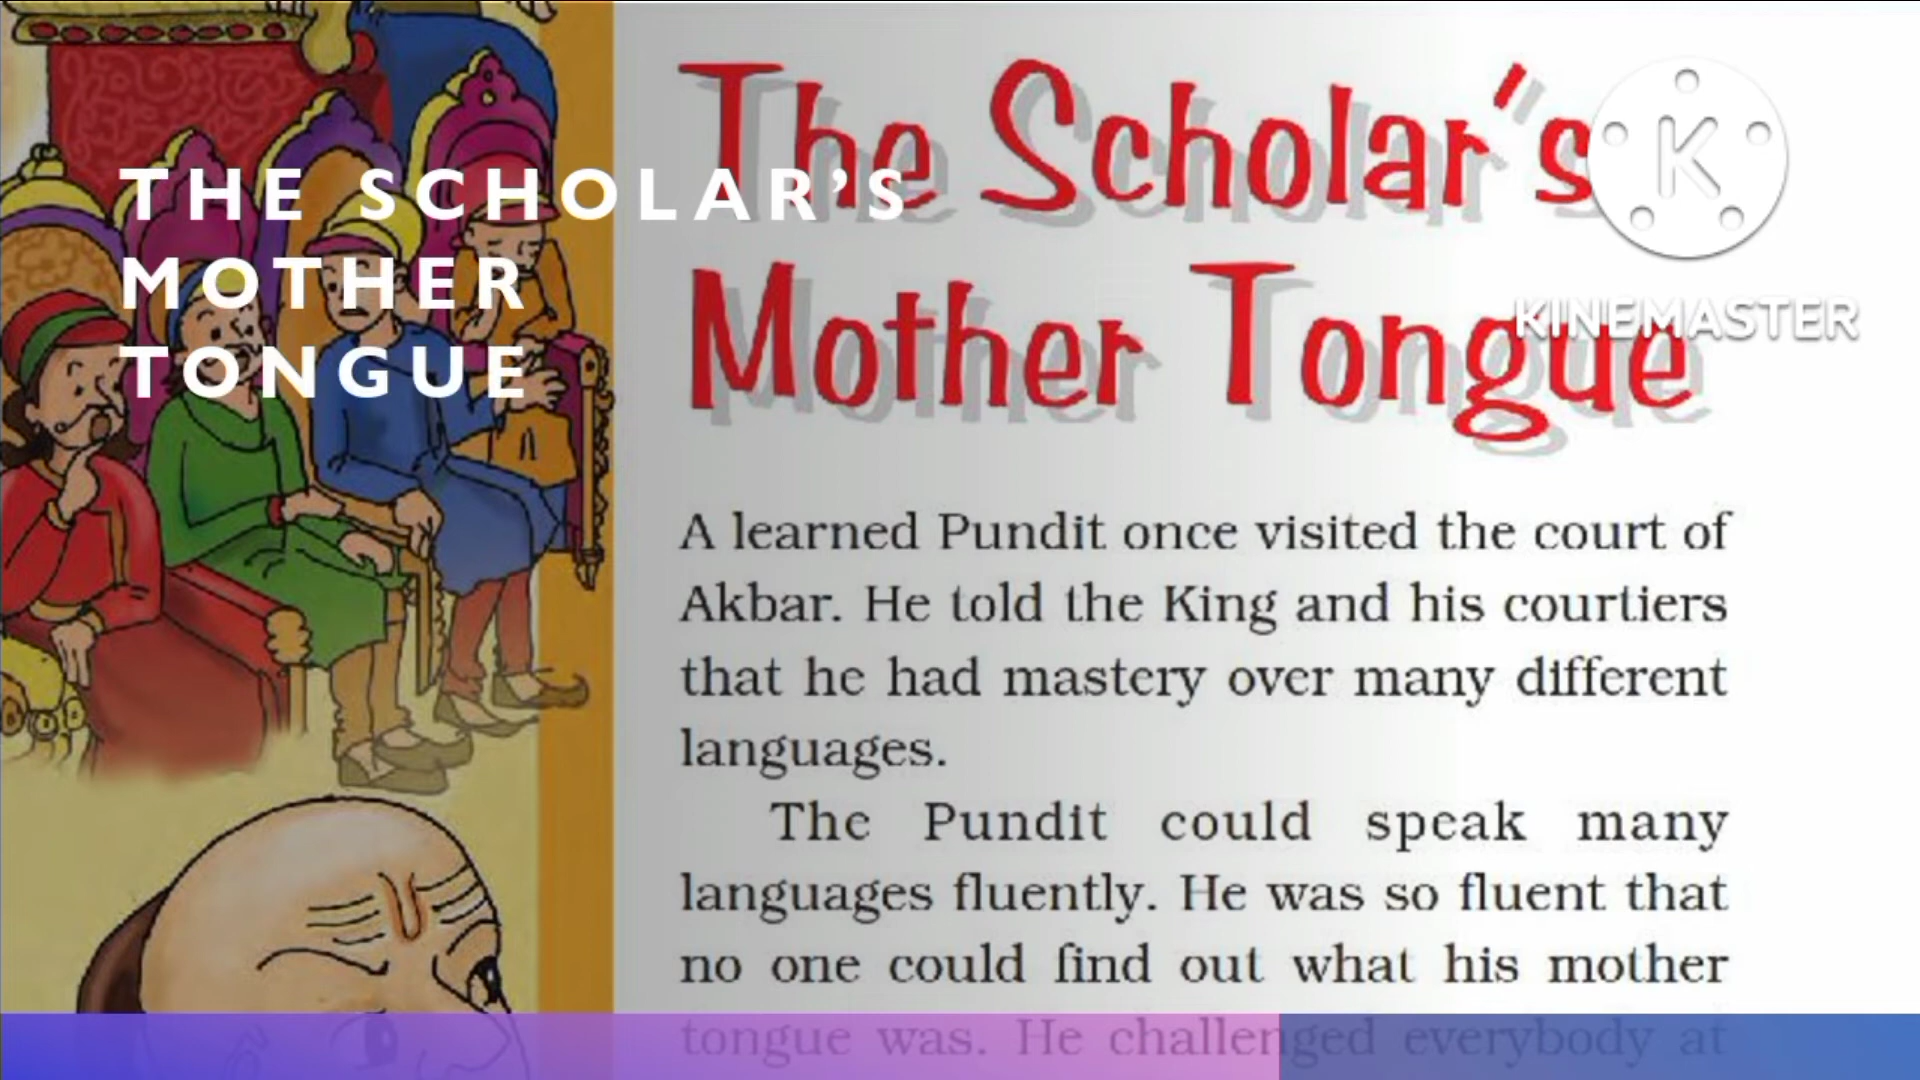 THE SCHOLAR'S
MOTHER
TONGUE
The Scholar's
Mother Tongue
K
KINEMASTER
A learned Pundit once visited the court of
Akbar. He told the King and his courtiers
that he had mastery over many different
languages.
The Pundit could speak many
languages fluently. He was so fluent that
no one could find out what his mother
tongue was. He challenged everybody at